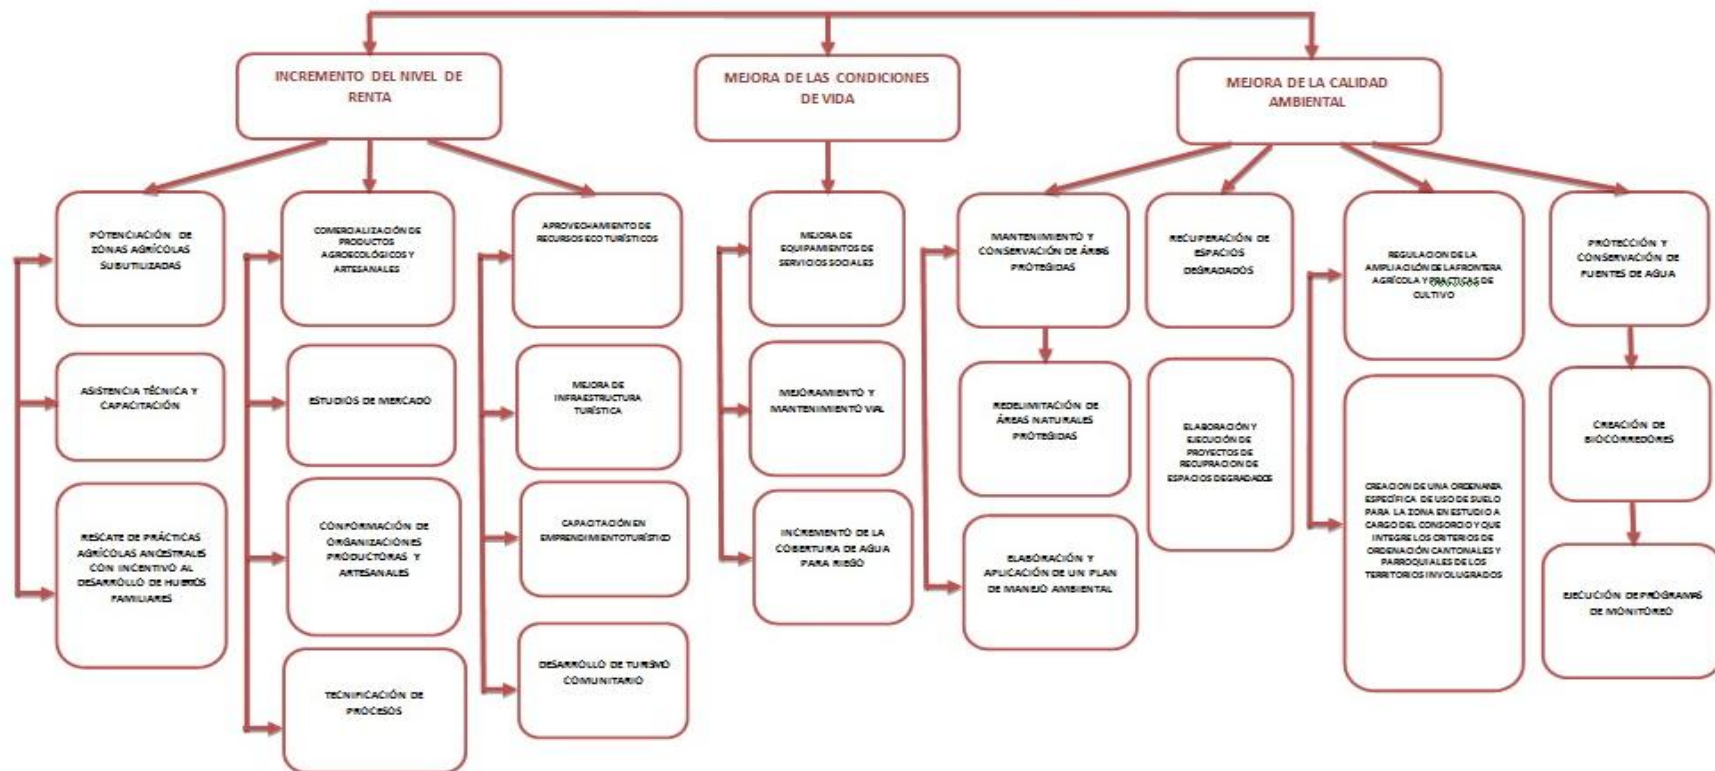 INCREMENTO DEL NIVEL DE
RENTA
MEJORA DE LAS CONDICIONES
DE VIDA
MEJORA DE LA CALIDAD
AMBIENTAL
POTENCIACIÓN DE
ZONAS AGRÍCOLAS
SUBUTILIZADAS
COMERCIALIZACIÓN DE
PRODUCTOS
AGROECOLÓGICOS Y
ARTESANALES
APROVECHAMIENTO DE
RECURSOS ECO TURÍSTICOS
MEJORA DE
EQUIPAMIENTOS DE
SERVICIOS SOCIALES
MANTENIMIENTO Y
CONSERVACIÓN DE ÁREAS
PROTEGIDAS
RECUPERACIÓN DE
ESPACIOS
DEGRADADOS
REGULACION DE LA
AMPLIACIÓN DE LA FRONTERA
AGRÍCOLA Y PRACTICAS DE
CULTIVO
PROTECCIÓN Y
CONSERVACIÓN DE
FUENTES DE AGUA
ASISTENCIA TÉCNICA Y
CAPACITACIÓN
ESTUDIOS DE MERCADO
MEJORA DE
INFRAESTRUCTURA
TURÍSTICA
MEJORAMIENTO Y
MANTENIMIENTO VIAL
REDELIMITACIÓN DE
ÁREAS NATURALES
PROTEGIDAS
ELABORACIÓN Y
EJECUCIÓN DE
PROYECTOS DE
RECUPRACION DE
ESPACIOS DEGRADADOS
CREACION DE UNA ORDENANZA
ESPECÍFICA DE USO DE SUELO
PARA LA ZONA EN ESTUDIO A
CARGO DEL CONSORCIO Y QUE
INTEGRE LOS CRITERIOS DE
ORDENACIÓN CANTONALES Y
PARROQUIALES DE LOS
TERRITORIOS INVOLUGRADOS
CREACIÓN DE
BIOCORREDORES
RESCATE DE PRÁCTICAS
AGRÍCOLAS ANCESTRALES
CON INCENTIVO AL
DESARROLLO DE HUERTOS
FAMILIARES
CONFORMACIÓN DE
ORGANIZACIONES
PRODUCTORAS Y
ARTESANALES
CAPACITACIÓN EN
EMPRENDIMIENTO TURÍSTICO
INCREMENTO DE LA
COBERTURA DE AGUA
PARA RIEGO
ELABORACIÓN Y
APLICACIÓN DE UN PLAN
DE MANEJO AMBIENTAL
EJECUCIÓN DE PROGRAMAS
DE MONITOREO
TECNIFICACIÓN DE
PROCESOS
DESARROLLO DE TURISMO
COMUNITARIO